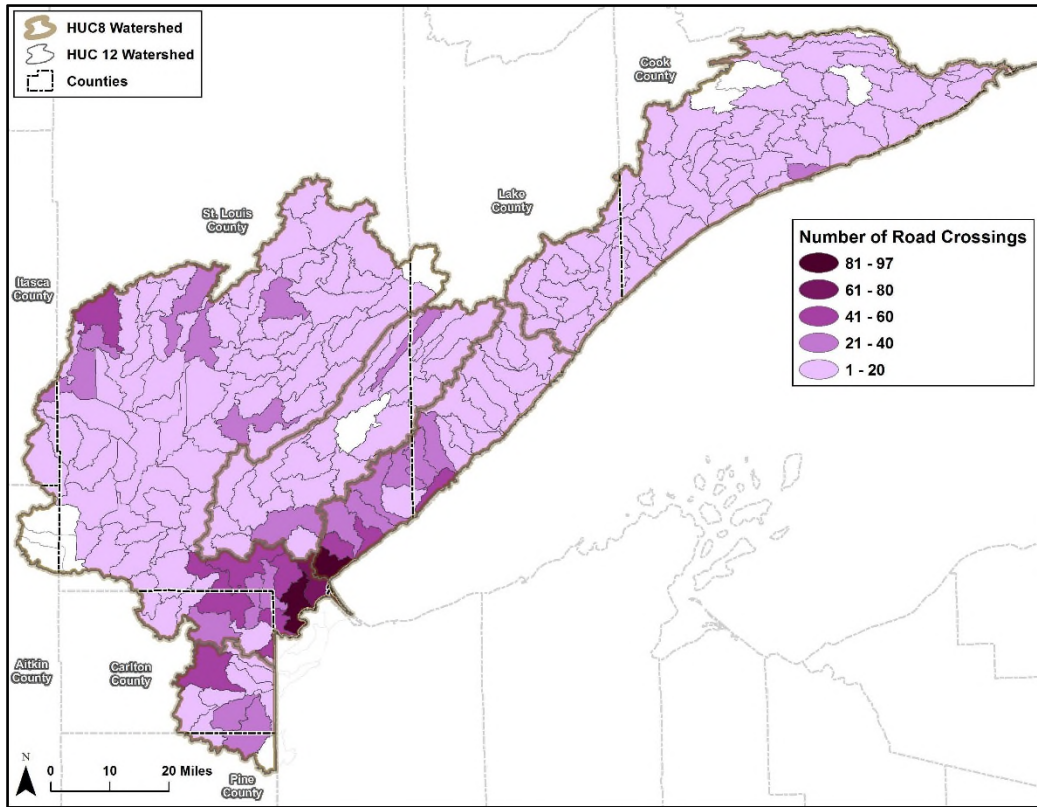 HUC8 Watershed
HUC 12 Watershed
Counties
Cook
County
Lake
County
St. Louis
County
Itasca
County
Number of Road Crossings
81 - 97
61 - 80
41 - 60
21 - 40
1 - 20
Aitkin
County
Carlton
County
Pine
County
N
0 10 20 Miles